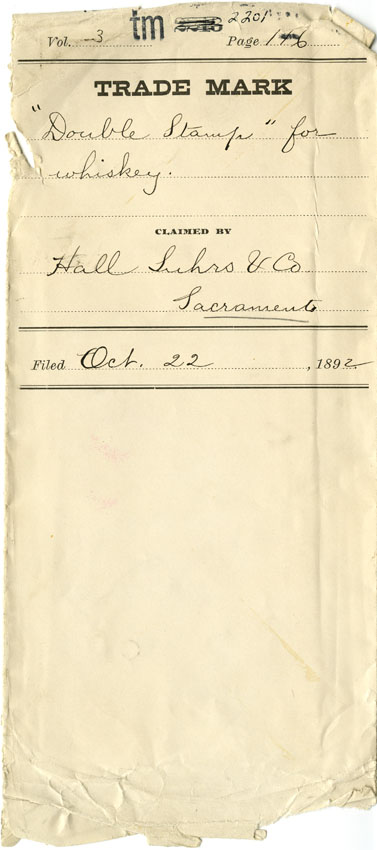 tm 2201
Vol. 3 Page 176
TRADE MARK
"Double Stamp" for
whiskey.
CLAIMED BY
Hall Luhrs & Co
Sacramento
Filed Oct. 22, 1892